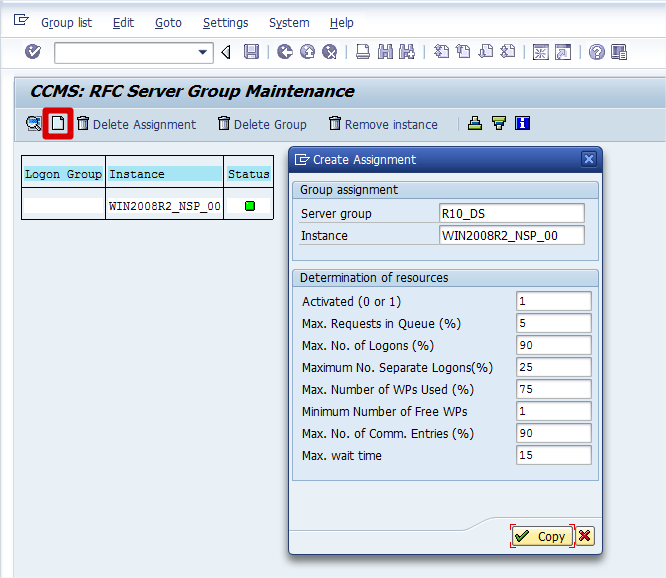 Group list Edit Goto Settings System Help
CCMS: RFC Server Group Maintenance
Delete Assignment Delete Group Remove instance
Logon Group Instance Status
WIN2008R2_NSP_00
Create Assignment
Group assignment
Server group R10_DS
Instance WIN2008R2_NSP_00
Determination of resources
Activated (0 or 1) 1
Max. Requests in Queue (%) 5
Max. No. of Logons (%) 90
Maximum No. Separate Logons(%) 25
Max. Number of WPs Used (%) 75
Minimum Number of Free WPs 1
Max. No. of Comm. Entries (%) 90
Max. wait time 15
Copy